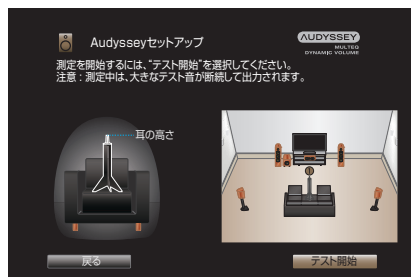 Audysseyセットアップ
AUDYSSEY
MULTEQ
DYNAMIC VOLUME
測定を開始するには、“テスト開始”を選択してください。
注意：測定中は、大きなテスト音が断続して出力されます。
耳の高さ
戻る
テスト開始